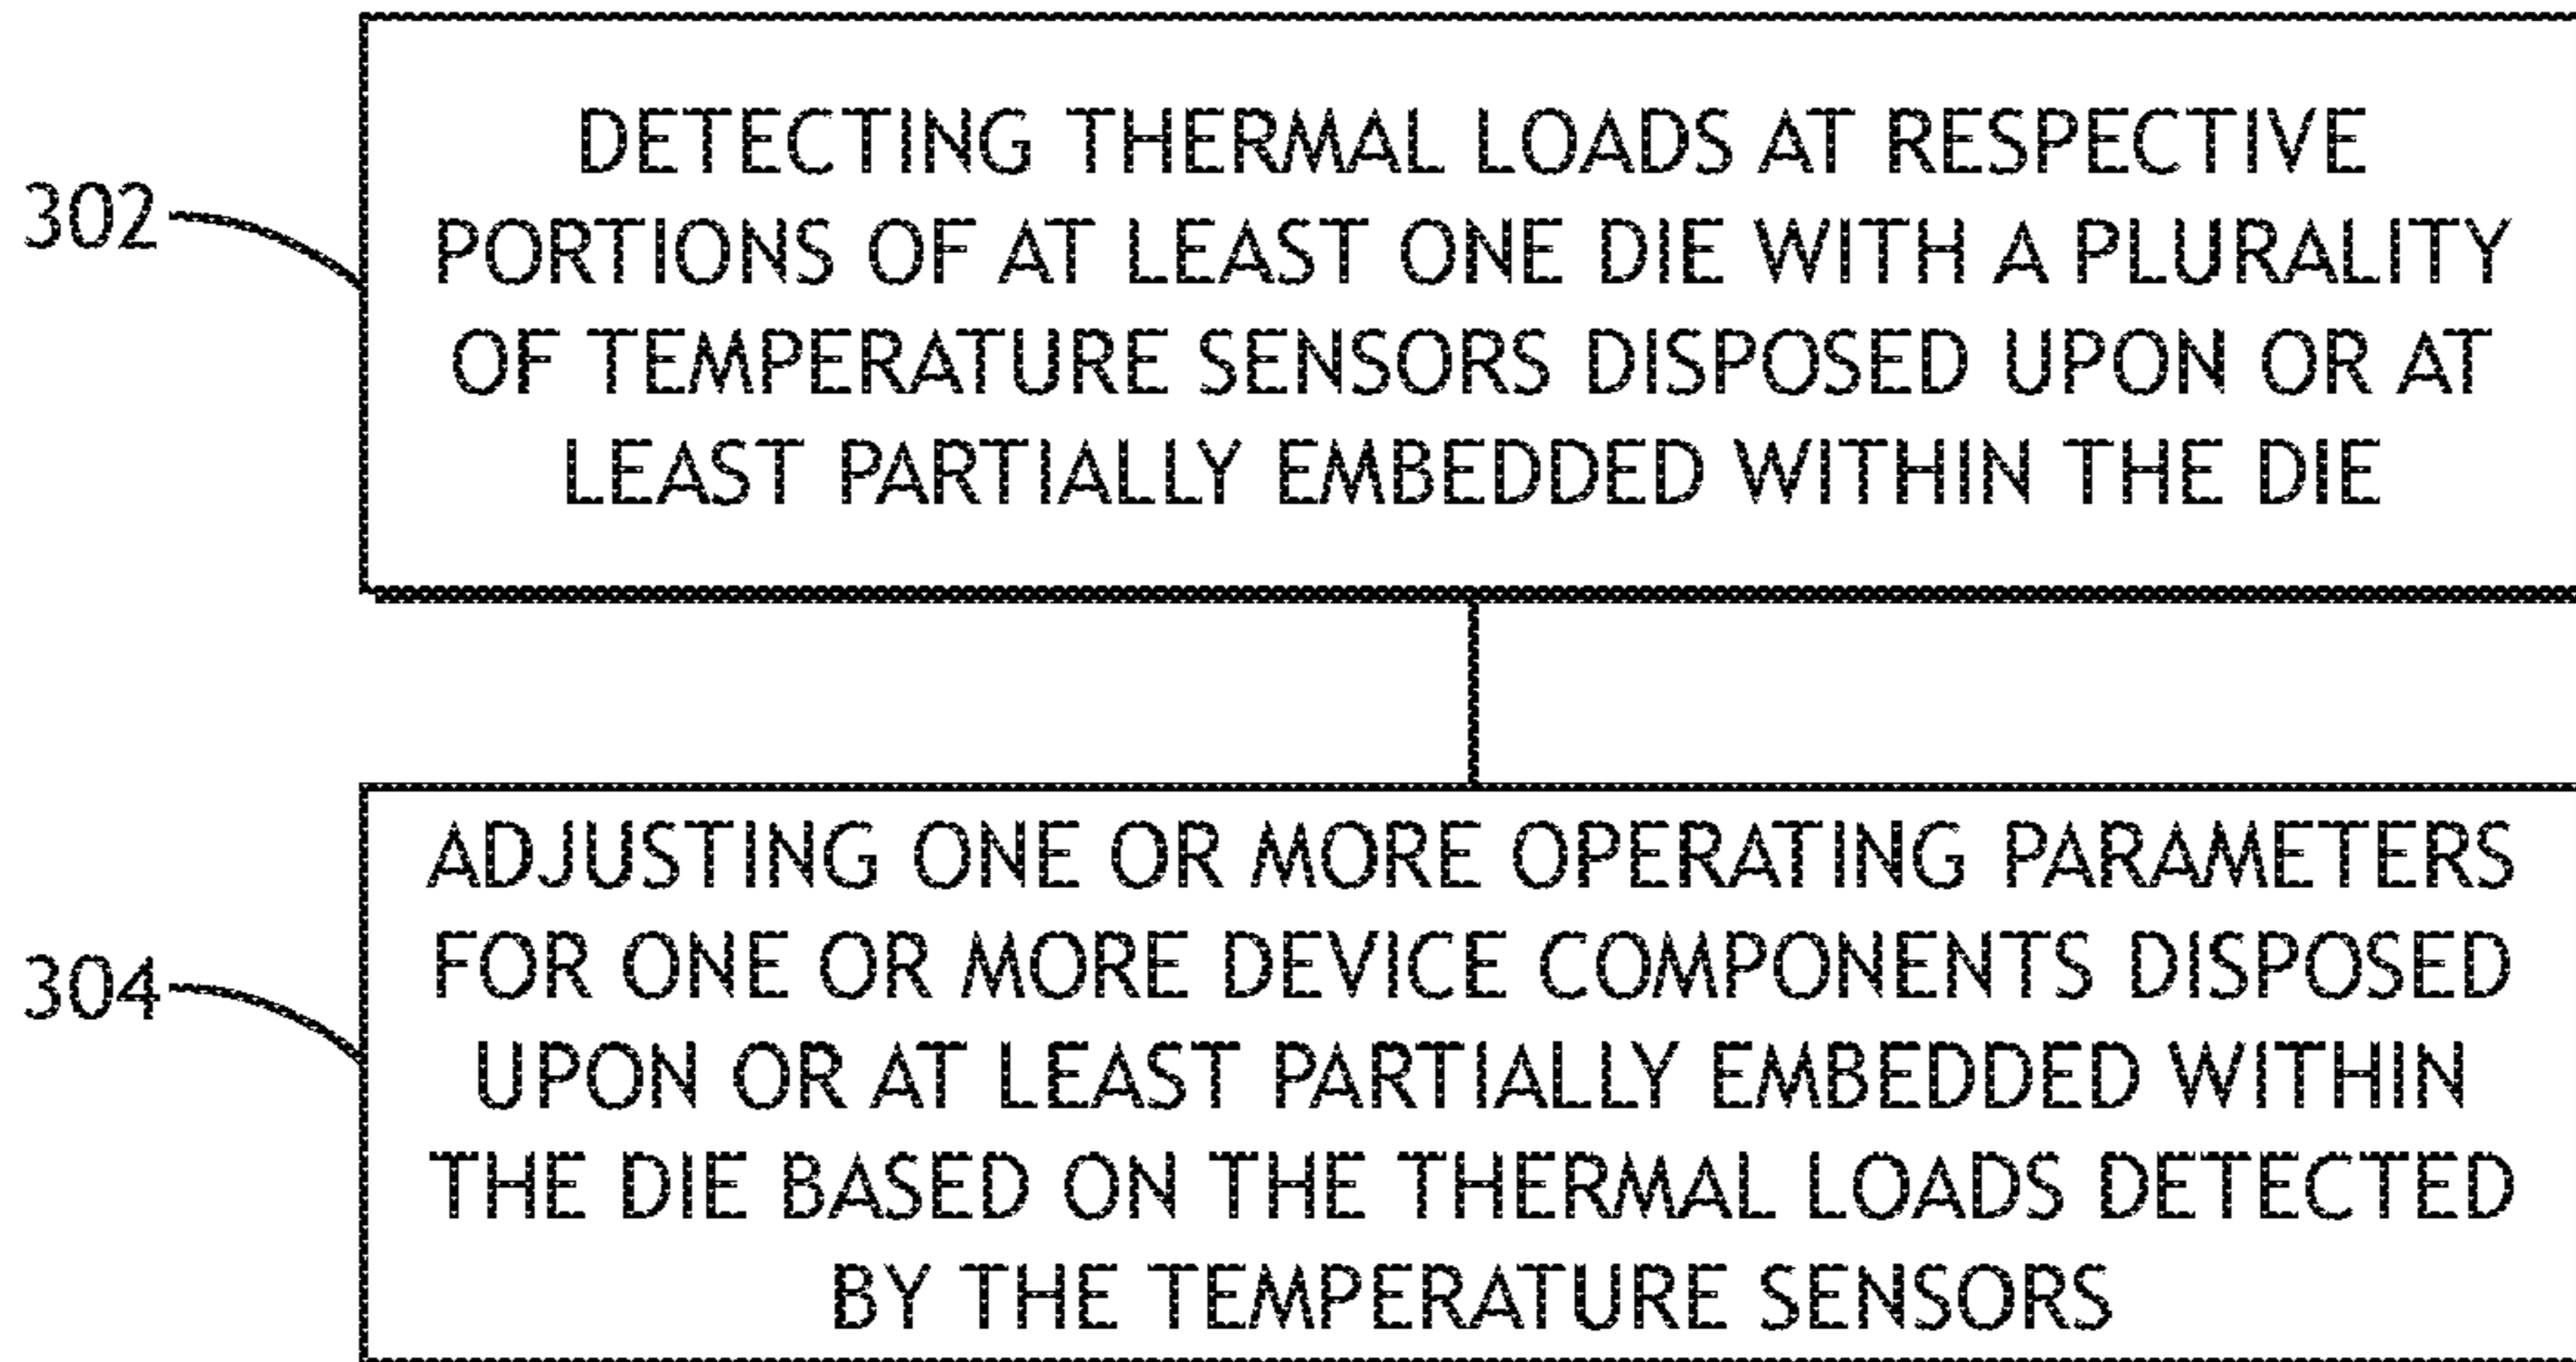 302
DETECTING THERMAL LOADS AT RESPECTIVE
PORTIONS OF AT LEAST ONE DIE WITH A PLURALITY
OF TEMPERATURE SENSORS DISPOSED UPON OR AT
LEAST PARTIALLY EMBEDDED WITHIN THE DIE
304
ADJUSTING ONE OR MORE OPERATING PARAMETERS
FOR ONE OR MORE DEVICE COMPONENTS DISPOSED
UPON OR AT LEAST PARTIALLY EMBEDDED WITHIN
THE DIE BASED ON THE THERMAL LOADS DETECTED
BY THE TEMPERATURE SENSORS